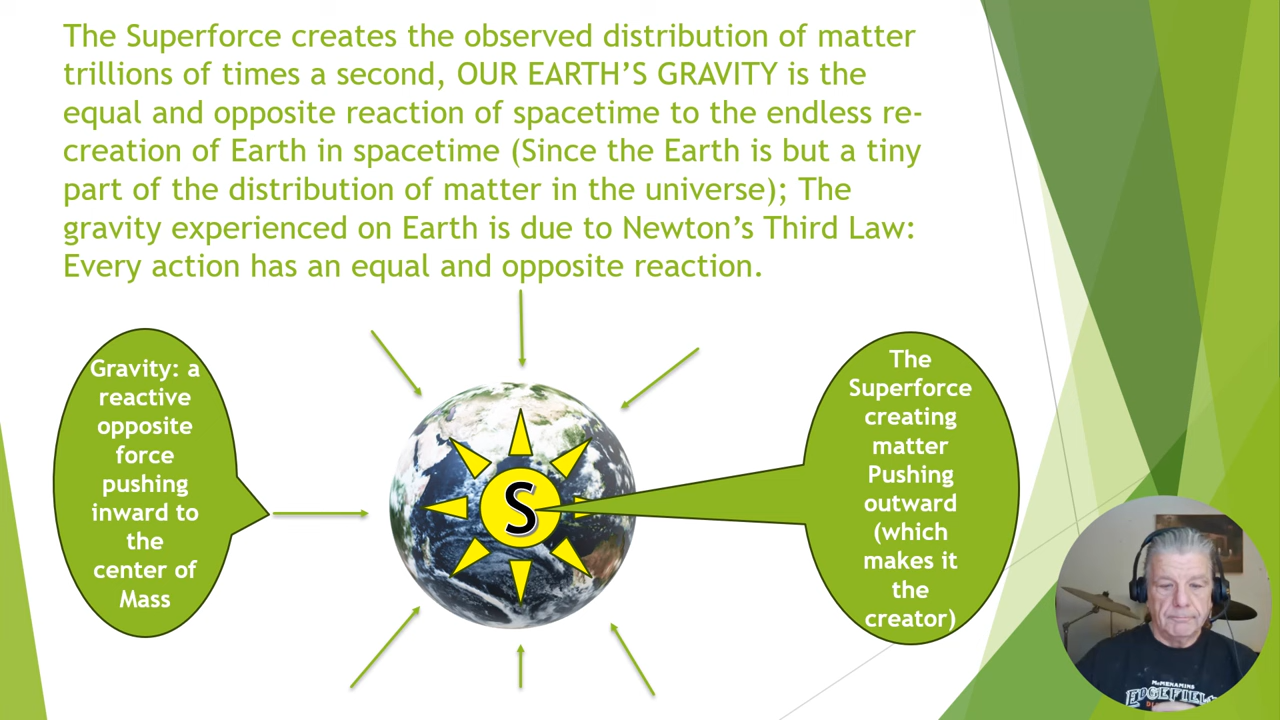 The Superforce creates the observed distribution of matter
trillions of times a second, OUR EARTH'S GRAVITY is the
equal and opposite reaction of spacetime to the endless re-
creation of Earth in spacetime (Since the Earth is but a tiny
part of the distribution of matter in the universe); The
gravity experienced on Earth is due to Newton's Third Law:
Every action has an equal and opposite reaction.
Gravity: a
reactive
opposite
force
pushing
inward to
the
center of
Mass
S
The
Superforce
creating
matter
Pushing
outward
(which
makes it
the
creator)
McMENAMINS
EDGEFIELD